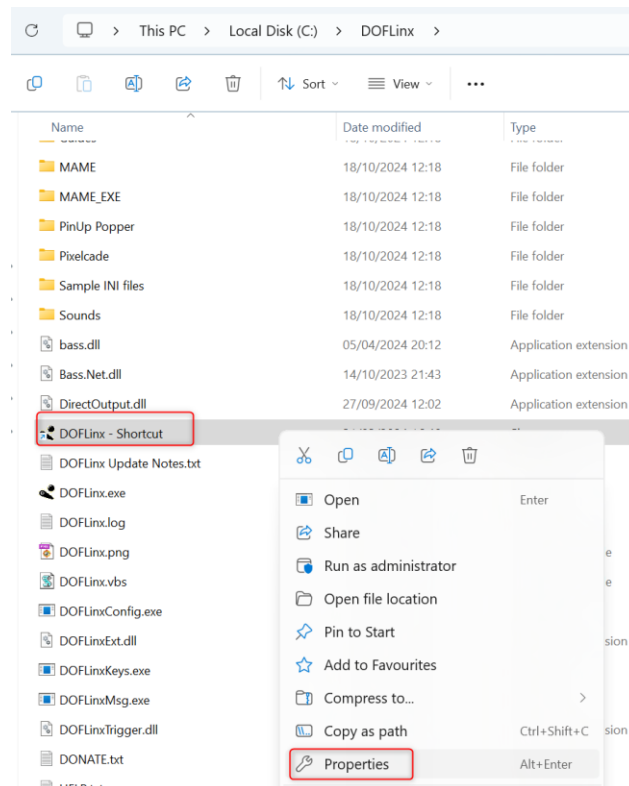 This PC > Local Disk (C:) > DOFLinx >
Sort View
Name Date modified Type
MAME 18/10/2024 12:18 File folder
MAME_EXE 18/10/2024 12:18 File folder
PinUp Popper 18/10/2024 12:18 File folder
Pixelcade 18/10/2024 12:18 File folder
Sample INI files 18/10/2024 12:18 File folder
Sounds 18/10/2024 12:18 File folder
bass.dll 05/04/2024 20:12 Application extension
Bass.Net.dll 14/10/2023 21:43 Application extension
DirectOutput.dll 27/09/2024 12:02 Application extension
DOFLinx - Shortcut
DOFLinx Update Notes.txt
DOFLinx.exe
Open Enter
DOFLinx.log
Share
DOFLinx.png
Run as administrator
DOFLinx.vbs
Open file location
DOFLinxConfig.exe
Pin to Start
DOFLinxExt.dll
Add to Favourites
DOFLinxKeys.exe
Compress to...
DOFLinxMsg.exe
DOFLinxTrigger.dll
Copy as path Ctrl+Shift+C
DONATE.txt
Properties Alt+Enter